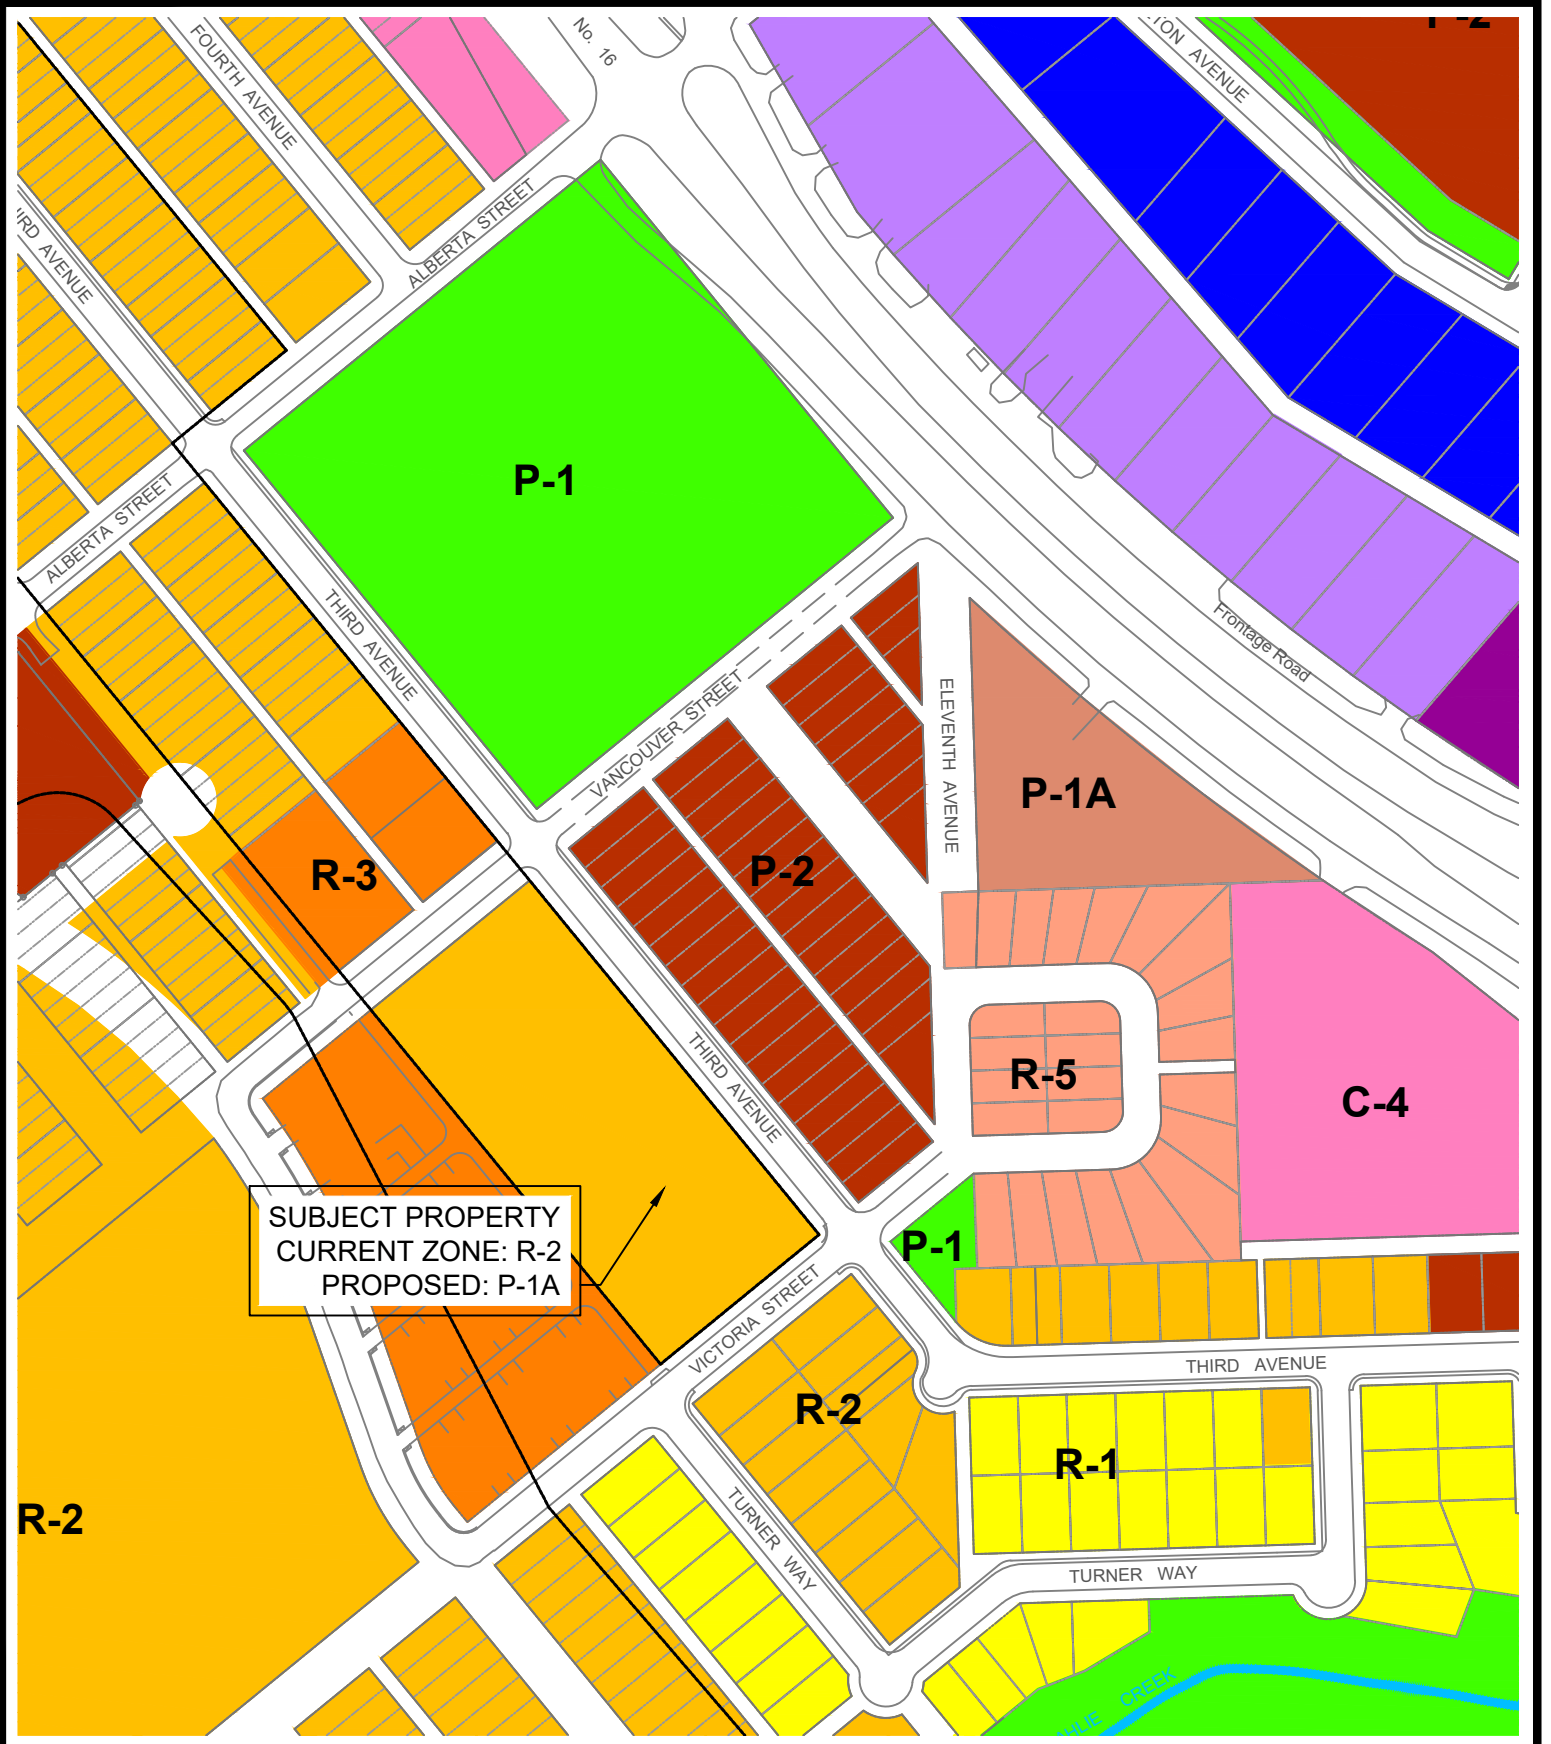 No. 16
P-2
AVENUE
FOURTH AVENUE
AVENUE
ALBERTA STREET
P-1
ALBERTA STREET
THIRD AVENUE
Frontage Road
VANCOUVER STREET
ELEVENTH AVENUE
P-1A
P-2
R-3
THIRD AVENUE
R-5
C-4
SUBJECT PROPERTY
CURRENT ZONE: R-2
PROPOSED: P-1A
P-1
VICTORIA STREET
THIRD AVENUE
R-2
R-1
R-2
TURNER WAY
TURNER WAY
CREEK